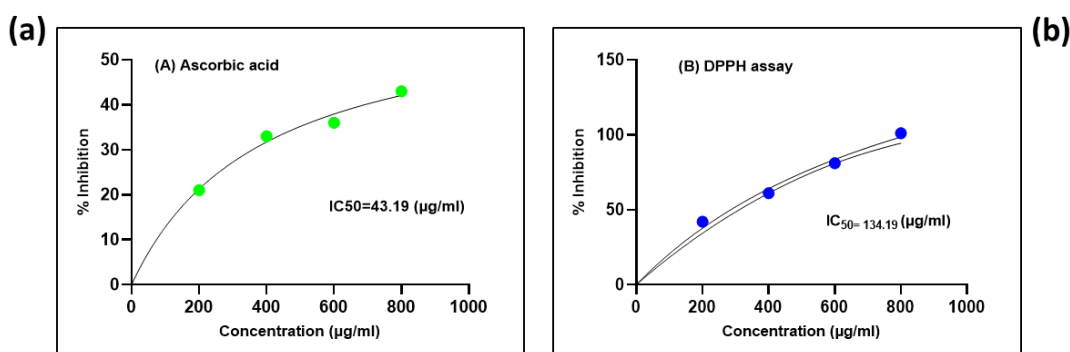 (a)
(b)
(A) Ascorbic acid
50
40
30
20
10
0
% Inhibition
IC50=43.19 (µg/ml)
0 200 400 600 800 1000
Concentration (µg/ml)
(B) DPPH assay
150
100
50
0
% Inhibition
IC50= 134.19 (µg/ml)
0 200 400 600 800 1000
Concentration (µg/ml)